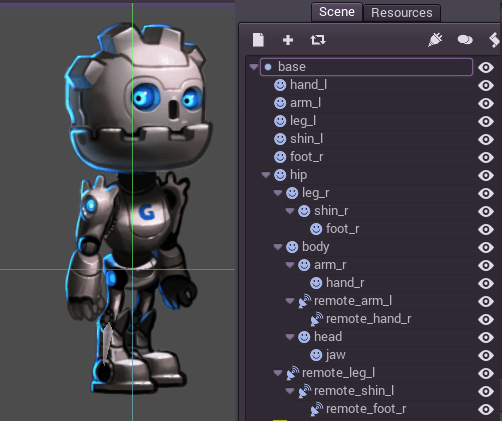 Scene Resources
base
hand_l
arm_l
leg_l
shin_l
foot_r
hip
leg_r
shin_r
foot_r
body
arm_r
hand_r
remote_arm_l
remote_hand_r
head
jaw
remote_leg_l
remote_shin_l
remote_foot_r
G